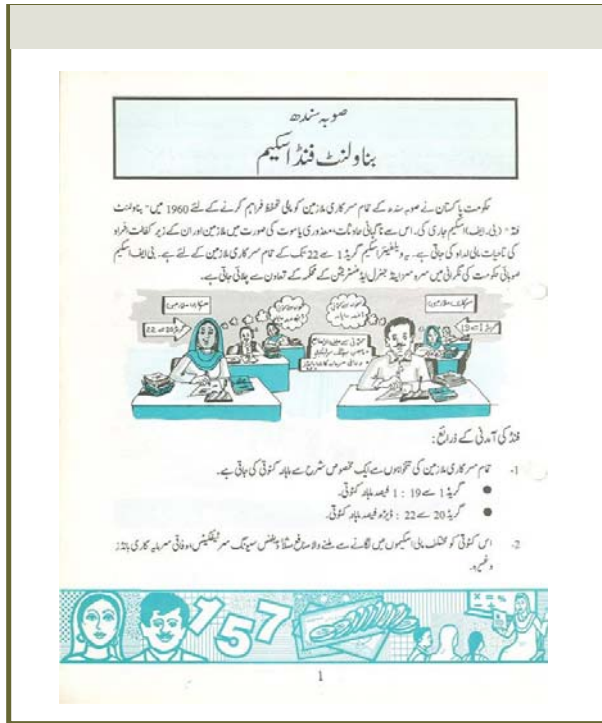 صوبہ سندھ
بناولنٹ فنڈ اسکیم
حکومت پاکستان نے صوبہ سندھ کے تمام سرکاری ملازمین کو مالی تحفظ فراہم کرنے کے لئے 1960 میں "بناولنٹ
فنڈ" (بی۔ایف) اسکیم جاری کی۔ اس سے ناگہانی حادثات، معذوری یا موت کی صورت میں ملازمین اور ان کے زیر کفالت افراد
کی تاحیات مالی امداد کی جاتی ہے۔ یہ ویلفیئر اسکیم گریڈ 1 سے 22 تک کے تمام سرکاری ملازمین کے لئے ہے۔ بی ایف اسکیم
صوبائی حکومت کی نگرانی میں سروسز اینڈ جنرل ایڈمنسٹریشن کے محکمہ کے تعاون سے چلائی جاتی ہے۔
فنڈ کی آمدنی کے ذرائع:
1- تمام سرکاری ملازمین کی تنخواہوں سے ایک مخصوص شرح سے ماہانہ کٹوتی کی جاتی ہے۔
● گریڈ 1 سے 19 : 1 فیصد ماہانہ کٹوتی۔
● گریڈ 20 سے 22 : ڈیڑھ فیصد ماہانہ کٹوتی۔
2- اس کٹوتی کو مختلف مالی اسکیموں میں لگانے سے ملنے والا منافع مثلاً ڈیفنس سیونگ سرٹیفکیٹس، وفاقی سرمایہ کاری بانڈز
وغیرہ۔
157
1